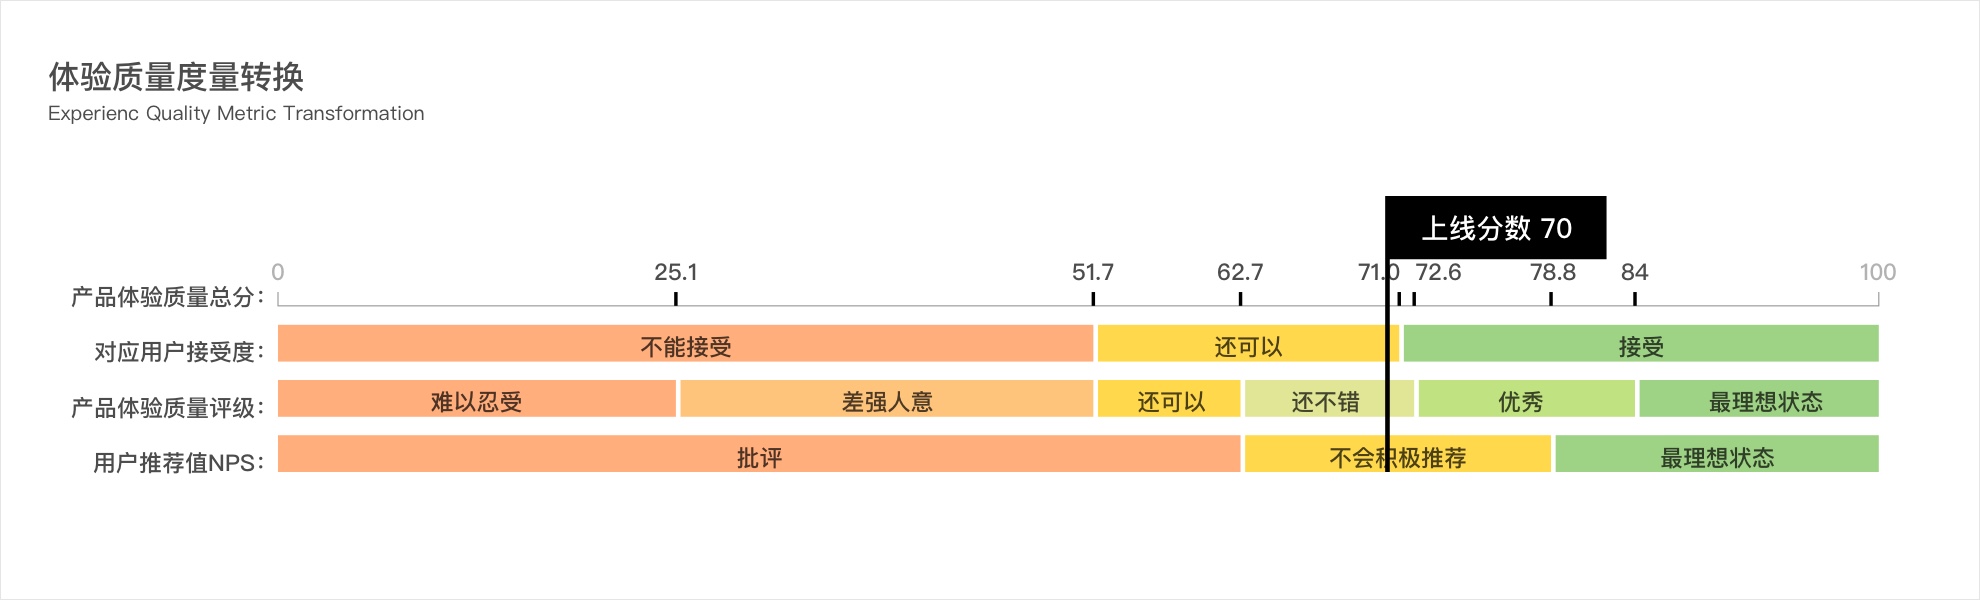 体验质量度量转换
Experienc Quality Metric Transformation
上线分数 70
0 25.1 51.7 62.7 71.0 72.6 78.8 84 100
产品体验质量总分：
对应用户接受度： 不能接受 还可以 接受
产品体验质量评级： 难以忍受 差强人意 还可以 还不错 优秀 最理想状态
用户推荐值NPS： 批评 不会积极推荐 最理想状态